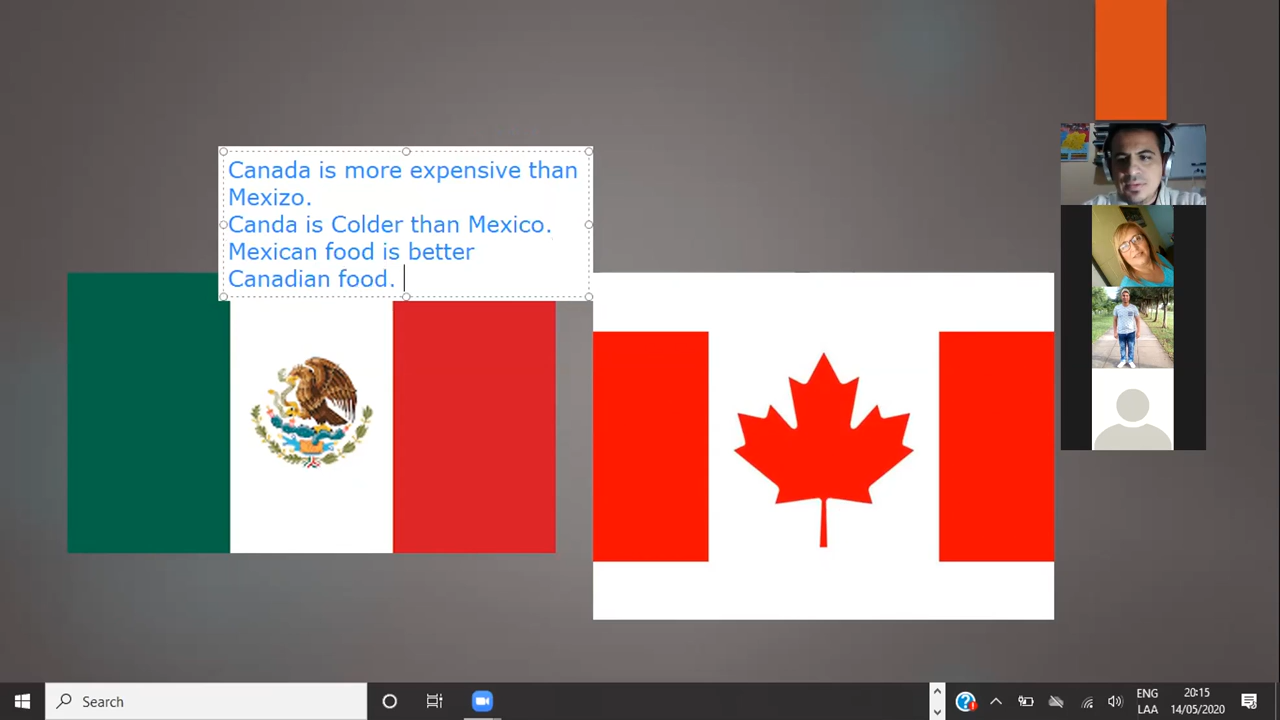 Canada is more expensive than
Mexizo.
Canda is Colder than Mexico.
Mexican food is better
Canadian food.
Search
ENG
LAA
20:15
14/05/2020